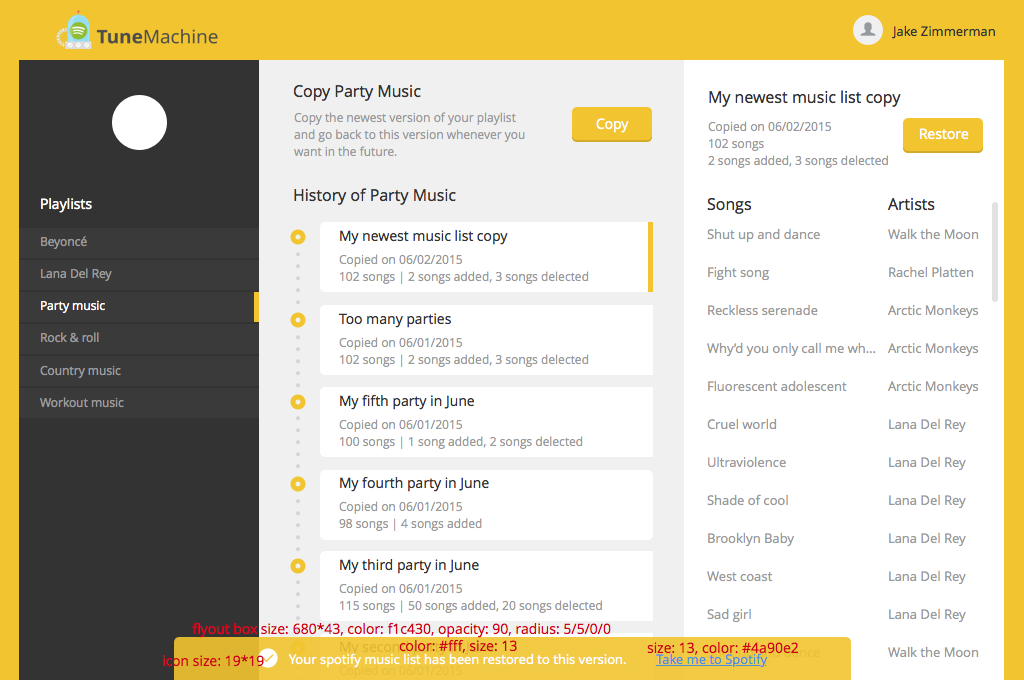 TuneMachine
Jake Zimmerman
Playlists
Beyoncé
Lana Del Rey
Party music
Rock & roll
Country music
Workout music
Copy Party Music
Copy the newest version of your playlist
and go back to this version whenever you
want in the future.
Copy
History of Party Music
My newest music list copy
Copied on 06/02/2015
102 songs | 2 songs added, 3 songs delected
Too many parties
Copied on 06/01/2015
102 songs | 2 songs added, 3 songs delected
My fifth party in June
Copied on 06/01/2015
100 songs | 1 song added, 2 songs delected
My fourth party in June
Copied on 06/01/2015
98 songs | 4 songs added
My third party in June
Copied on 06/01/2015
115 songs | 50 songs added, 20 songs delected
My newest music list copy
Copied on 06/02/2015
102 songs
2 songs added, 3 songs delected
Restore
Songs Artists
Shut up and dance Walk the Moon
Fight song Rachel Platten
Reckless serenade Arctic Monkeys
Why'd you only call me wh... Arctic Monkeys
Fluorescent adolescent Arctic Monkeys
Cruel world Lana Del Rey
Ultraviolence Lana Del Rey
Shade of cool Lana Del Rey
Brooklyn Baby Lana Del Rey
West coast Lana Del Rey
Sad girl Lana Del Rey
Walk the Moon
flyout box size: 680*43, color: f1c430, opacity: 90, radius: 5/5/0/0
color: #fff, size: 13
size: 13, color: #4a90e2
icon size: 19*19
Your spotify music list has been restored to this version.
Take me to Spotify